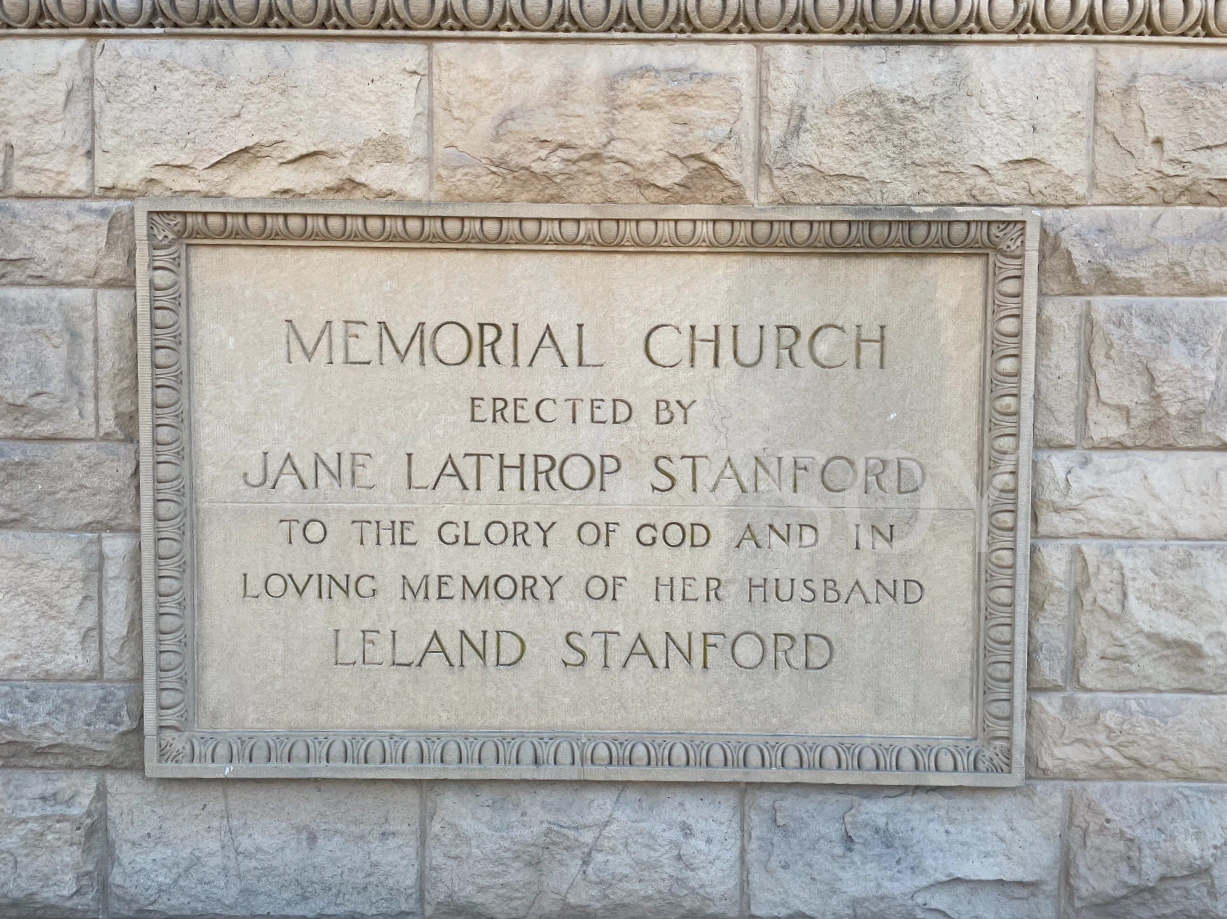 MEMORIAL CHURCH
ERECTED BY
JANE LATHROP STANFORD
TO THE GLORY OF GOD AND IN
LOVING MEMORY OF HER HUSBAND
LELAND STANFORD